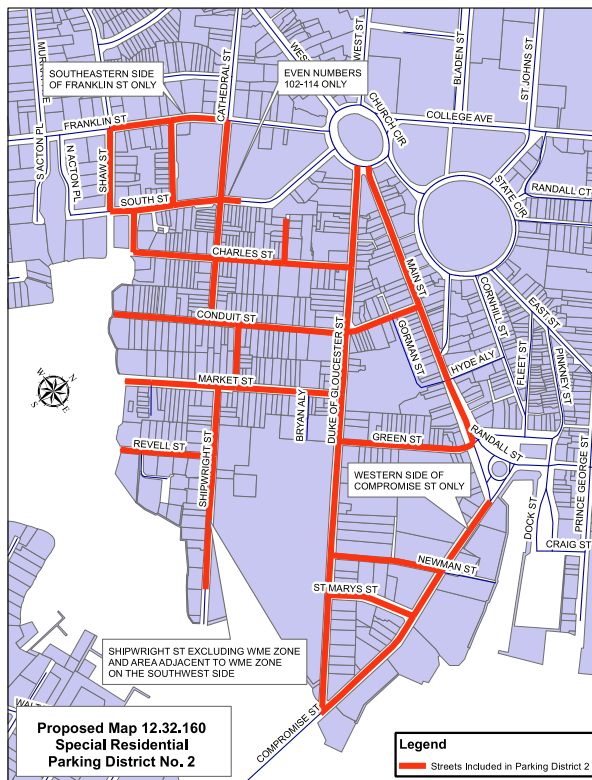 MUR
E
S ACTON PL
N ACTON PL
SHAW ST
FRANKLIN ST
SOUTH ST
CATHEDRAL ST
WES
WEST ST
CHURCH CIR
BLADEN ST
ST JOHNS ST
COLLEGE AVE
STATE CIR
RANDALL CT
SOUTHEASTERN SIDE
OF FRANKLIN ST ONLY
EVEN NUMBERS
102-114 ONLY
CHARLES ST
CONDUIT ST
MARKET ST
REVELL ST
SHIPWRIGHT ST
BRYAN ALY
DUKE OF GLOUCESTER ST
MAIN ST
GORMAN ST
HYDE ALY
CORNHILL ST
FLEET ST
EAST ST
PINKNEY ST
PRINCE GEORGE ST
GREEN ST
RANDALL ST
DOCK ST
CRAIG ST
WESTERN SIDE OF
COMPROMISE ST ONLY
NEWMAN ST
ST MARYS ST
COMPROMISE ST
SHIPWRIGHT ST EXCLUDING WME ZONE
AND AREA ADJACENT TO WME ZONE
ON THE SOUTHWEST SIDE
N
W
E
S
WALT
Proposed Map 12.32.160
Special Residential
Parking District No. 2
Legend
Streets Included in Parking District 2